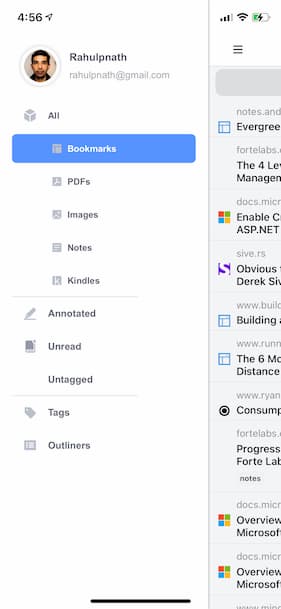 4:56
Rahulpnath
rahulpnath@gmail.com
All
Bookmarks
PDFs
Images
Notes
Kindles
Annotated
Unread
Untagged
Tags
Outliners
notes.and
Evergree
fortelabs.c
The 4 Lev
Managem
docs.micr
Enable Cr
ASP.NET
sive.rs
Obvious t
Derek Siv
www.build
Building a
www.runn
The 6 Mo
Distance
www.ryan
Consump
fortelabs.c
Progress
Forte Lab
notes
docs.micr
Overview
Microsof
docs.micr
Overview
Microsof